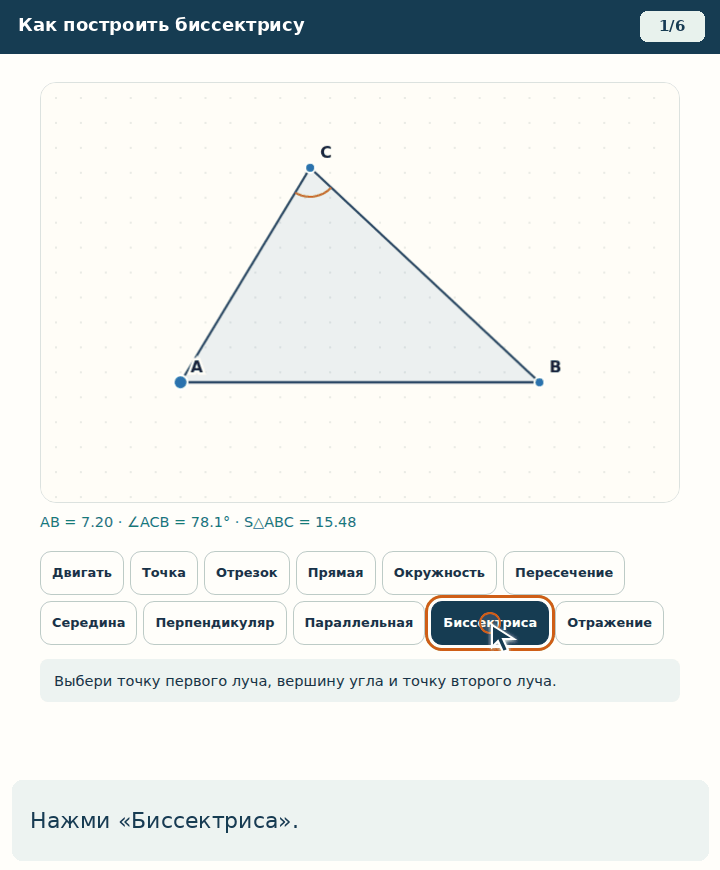 Как построить биссектрису
1/6
C
A
B
AB = 7.20 · ∠ACB = 78.1° · S△ABC = 15.48
Двигать Точка Отрезок Прямая Окружность Пересечение
Середина Перпендикуляр Параллельная Биссектриса Отражение
Выбери точку первого луча, вершину угла и точку второго луча.
Нажми «Биссектриса».